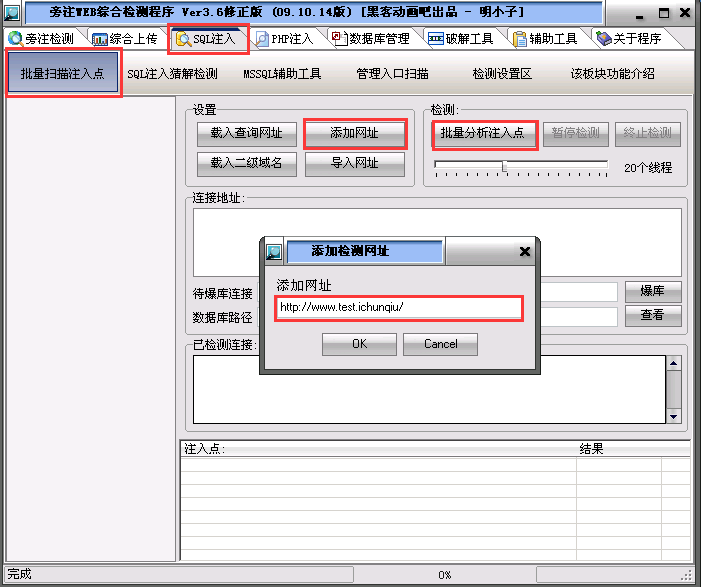 旁注WEB综合检测程序 Ver3.6修正版 (09.10.14版) [黑客动画吧出品 - 明小子]
旁注检测 综合上传 SQL注入 PHP注入 数据库管理 破解工具 辅助工具 关于程序
批量扫描注入点 SQL注入猜解检测 MSSQL辅助工具 管理入口扫描 检测设置区 该板块功能介绍
设置 检测:
载入查询网址 添加网址 批量分析注入点 暂停检测 终止检测
载入二级域名 导入网址 20个线程
连接地址:
添加检测网址
添加网址
http://www.test.ichunqiu/
OK Cancel
待爆库连接 爆库
数据库路径 查看
已检测连接:
注入点: 结果
完成 0%